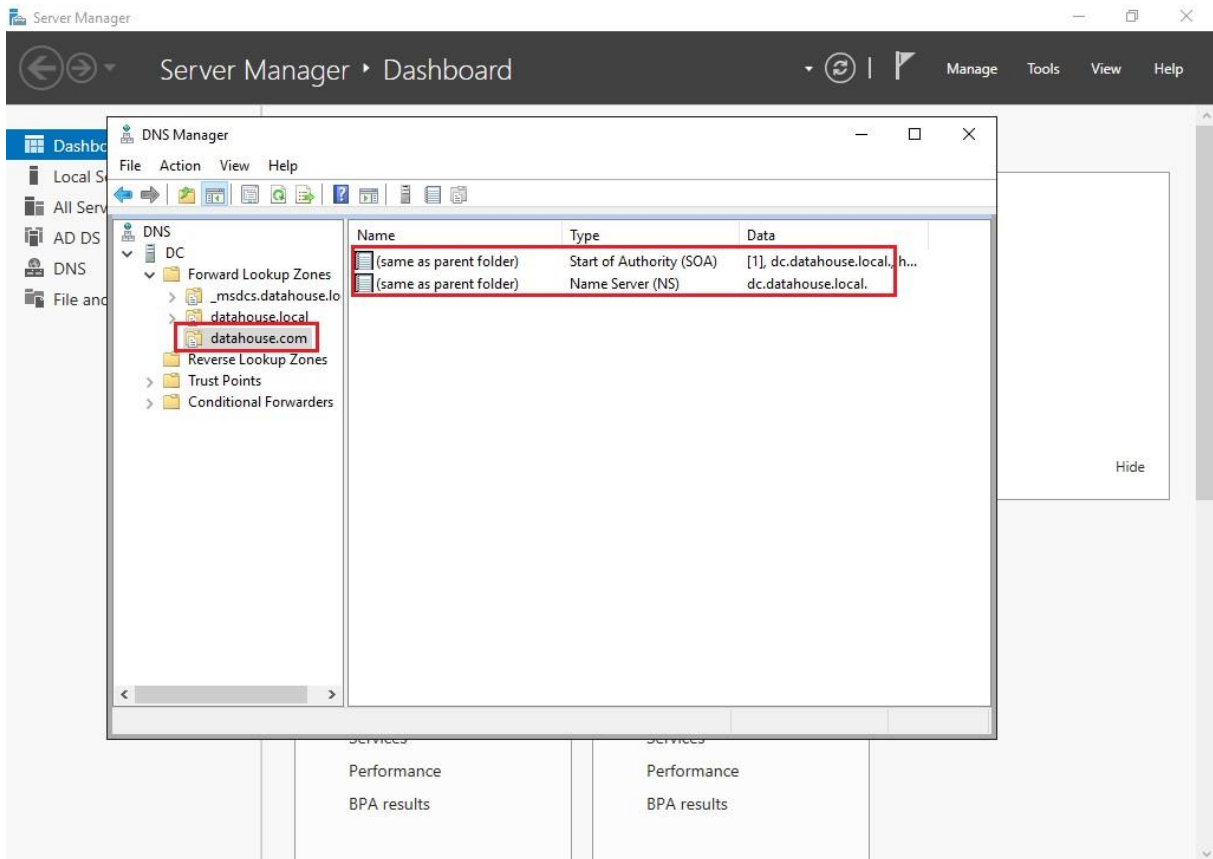 Server Manager
Server Manager • Dashboard
Manage Tools View Help
DNS Manager
File Action View Help
Dashbo
Local Se
All Serv
AD DS
DNS
File and
DNS
DC
Forward Lookup Zones
_msdcs.datahouse.lo
datahouse.local
datahouse.com
Reverse Lookup Zones
Trust Points
Conditional Forwarders
Name Type Data
(same as parent folder) Start of Authority (SOA) [1], dc.datahouse.local., h...
(same as parent folder) Name Server (NS) dc.datahouse.local.
Hide
Services Services
Performance Performance
BPA results BPA results